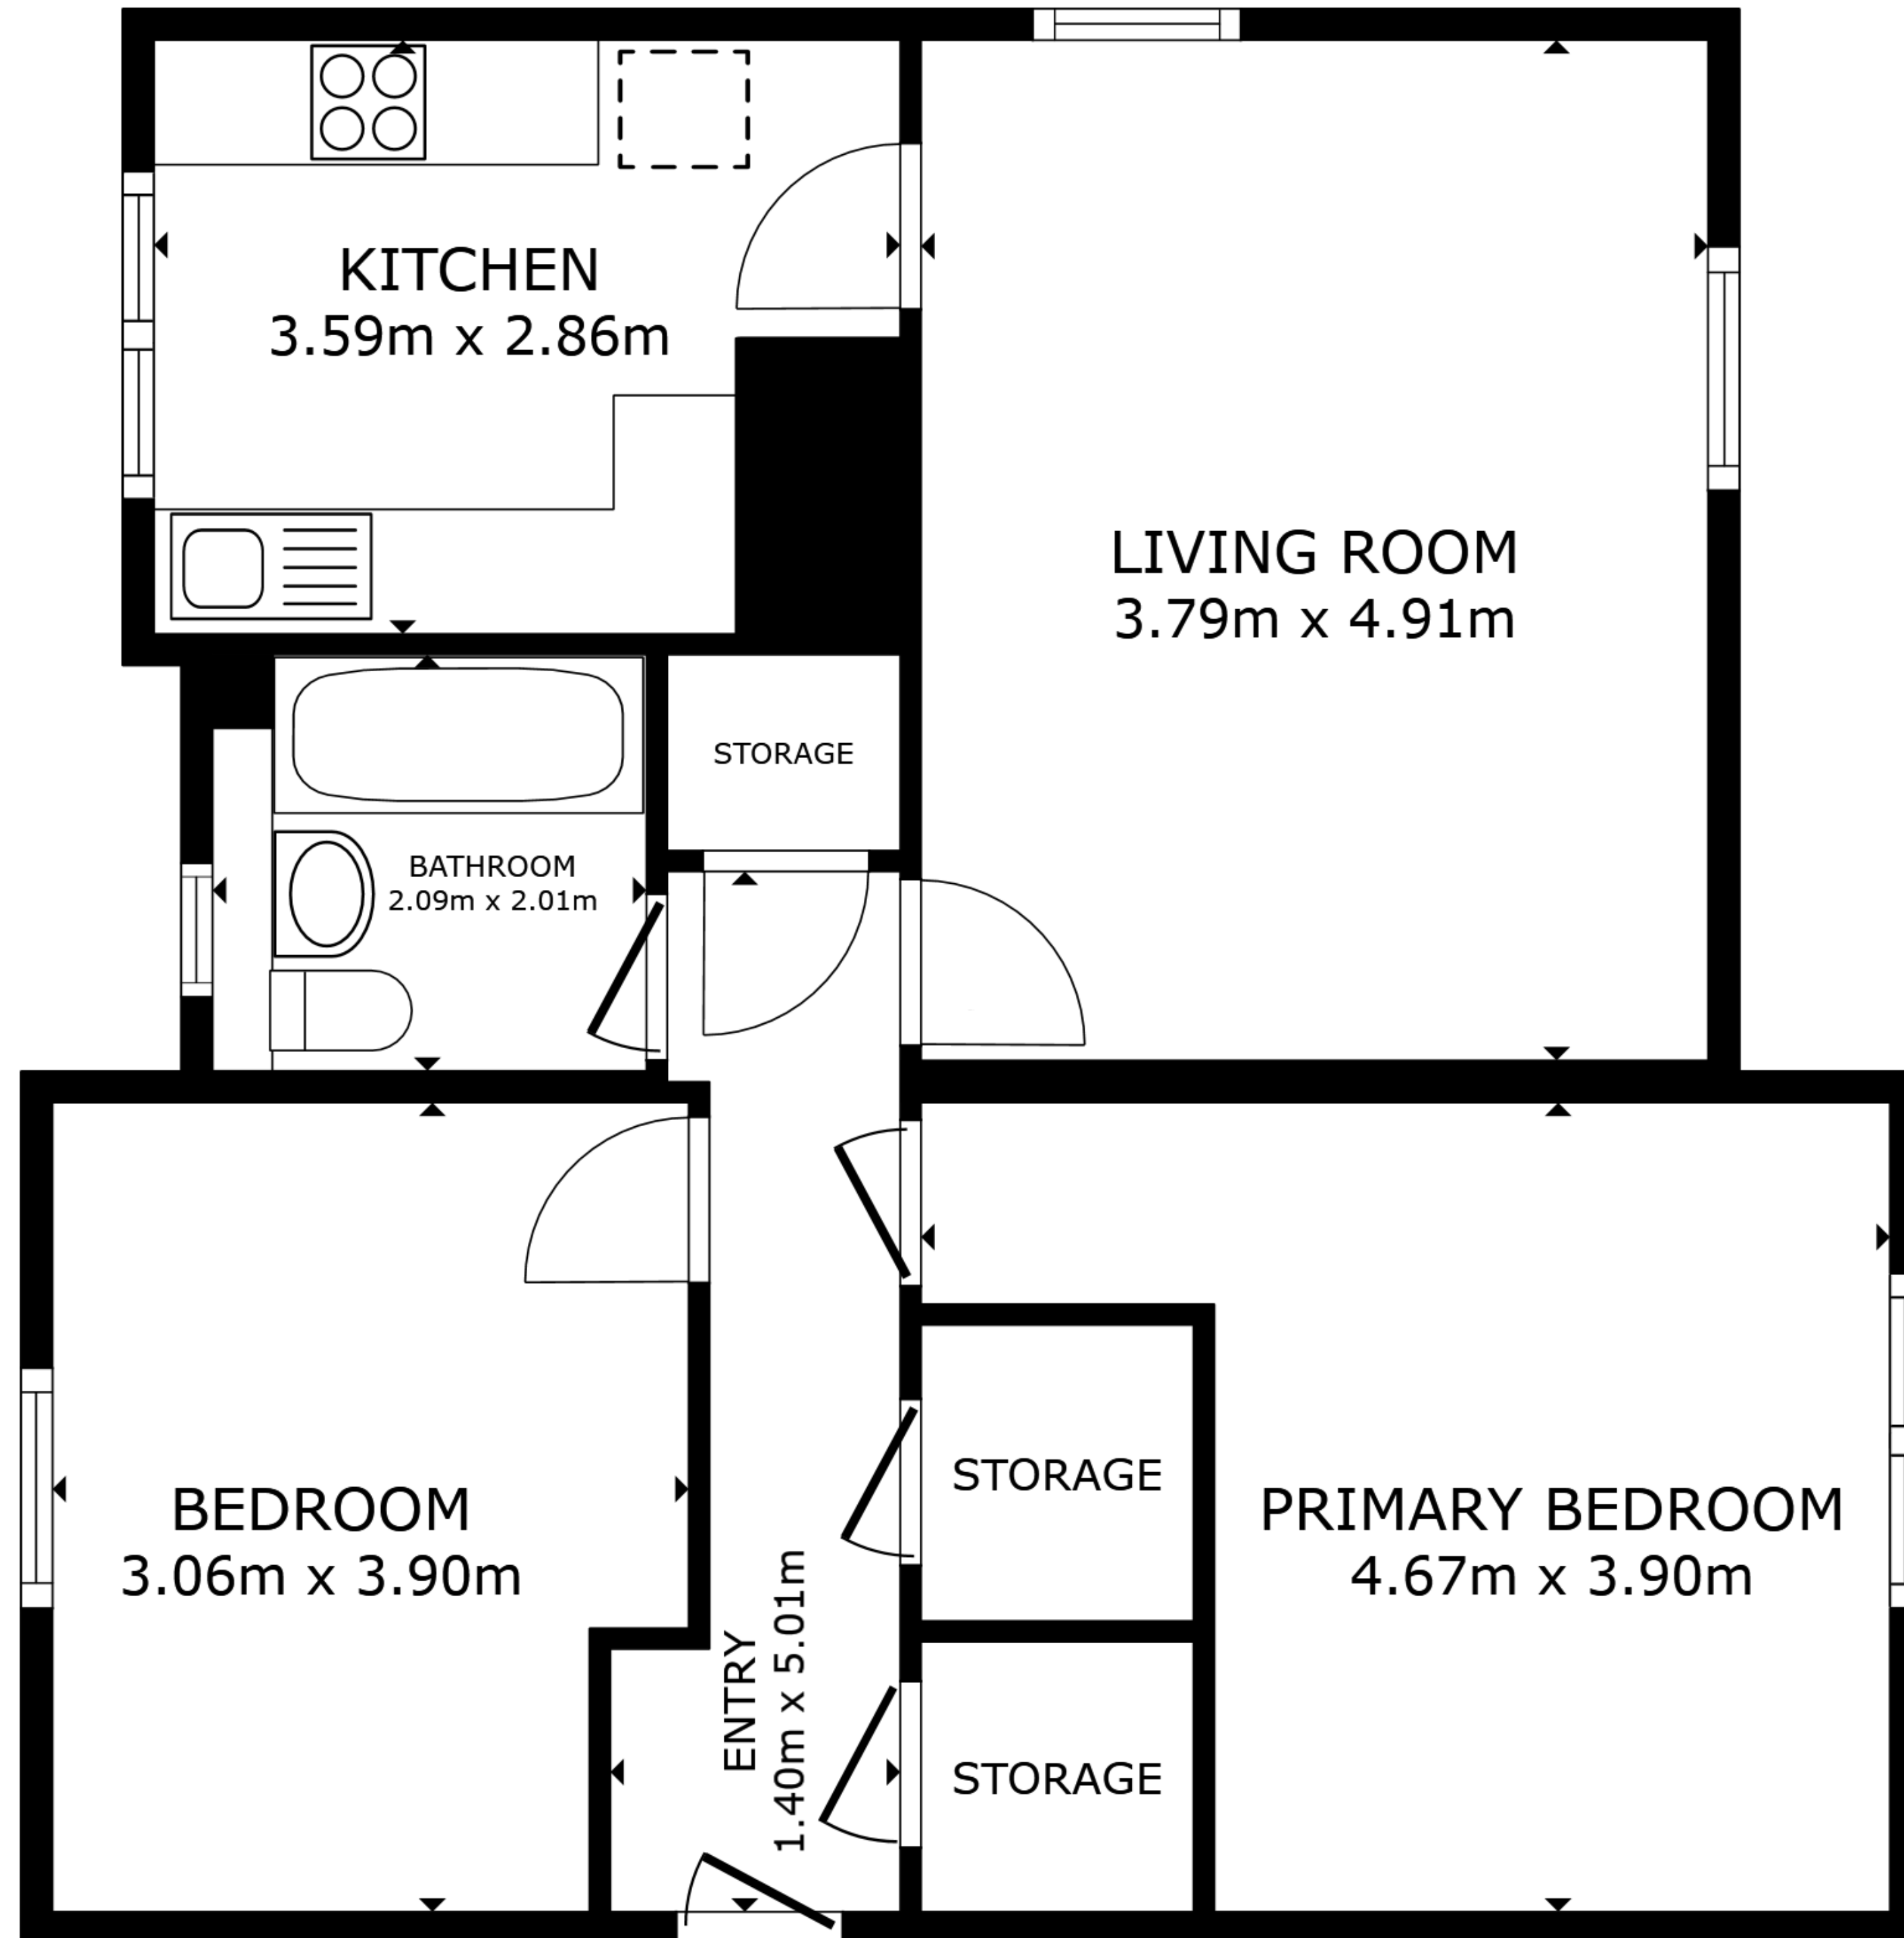 KITCHEN
3.59m x 2.86m
LIVING ROOM
3.79m x 4.91m
STORAGE
BATHROOM
2.09m x 2.01m
BEDROOM
3.06m x 3.90m
ENTRY
1.40m x 5.01m
STORAGE
PRIMARY BEDROOM
4.67m x 3.90m
STORAGE